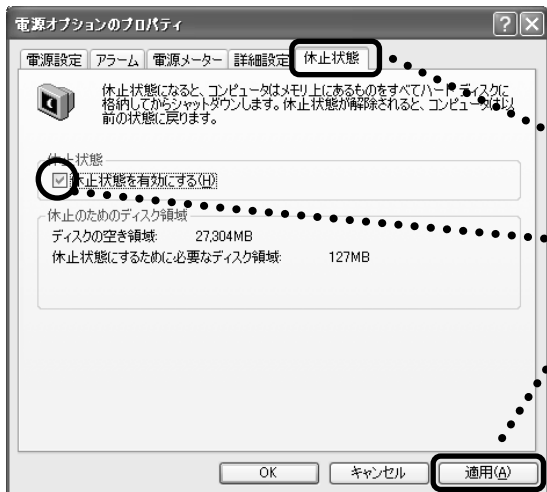 電源オプションのプロパティ
電源設定 アラーム 電源メーター 詳細設定 休止状態
休止状態になると、コンピュータはメモリ上にあるものをすべてハード ディスクに
格納してからシャットダウンします。休止状態が解除されると、コンピュータは以
前の状態に戻ります。
休止状態
休止状態を有効にする(H)
休止のためのディスク領域
ディスクの空き領域: 27,304MB
休止状態にするために必要なディスク領域: 127MB
OK キャンセル 適用(A)